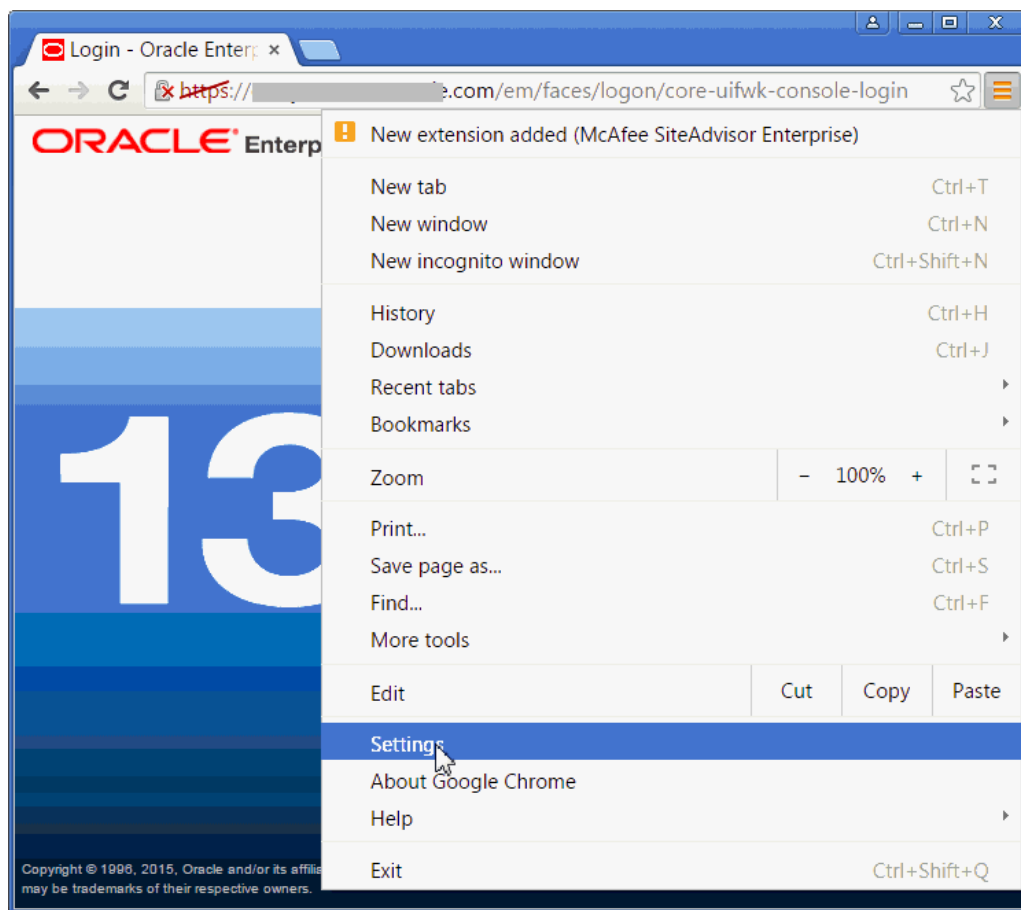 Login - Oracle Enterp
https:// e.com/em/faces/logon/core-uifwk-console-login
ORACLE Enterp
New extension added (McAfee SiteAdvisor Enterprise)
New tab Ctrl+T
New window Ctrl+N
New incognito window Ctrl+Shift+N
History Ctrl+H
Downloads Ctrl+J
Recent tabs
Bookmarks
Zoom - 100% +
13
Print... Ctrl+P
Save page as... Ctrl+S
Find... Ctrl+F
More tools
Edit Cut Copy Paste
Settings
About Google Chrome
Help
Exit Ctrl+Shift+Q
Copyright © 1996, 2015, Oracle and/or its affilia
may be trademarks of their respective owners.